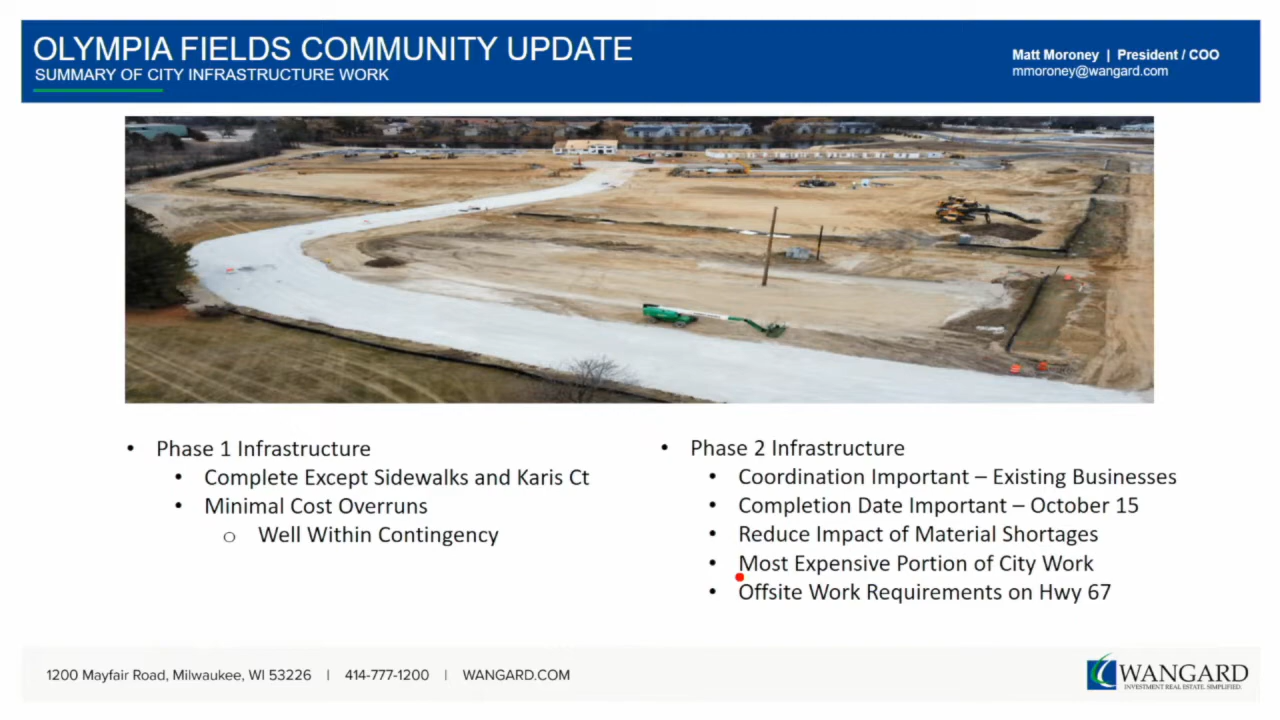 OLYMPIA FIELDS COMMUNITY UPDATE
SUMMARY OF CITY INFRASTRUCTURE WORK
Matt Moroney | President / COO
mmoroney@wangard.com
• Phase 1 Infrastructure
• Complete Except Sidewalks and Karis Ct
• Minimal Cost Overruns
o Well Within Contingency
• Phase 2 Infrastructure
• Coordination Important – Existing Businesses
• Completion Date Important – October 15
• Reduce Impact of Material Shortages
• Most Expensive Portion of City Work
• Offsite Work Requirements on Hwy 67
1200 Mayfair Road, Milwaukee, WI 53226 | 414-777-1200 | WANGARD.COM
WANGARD
INVESTMENT REAL ESTATE. SIMPLIFIED.